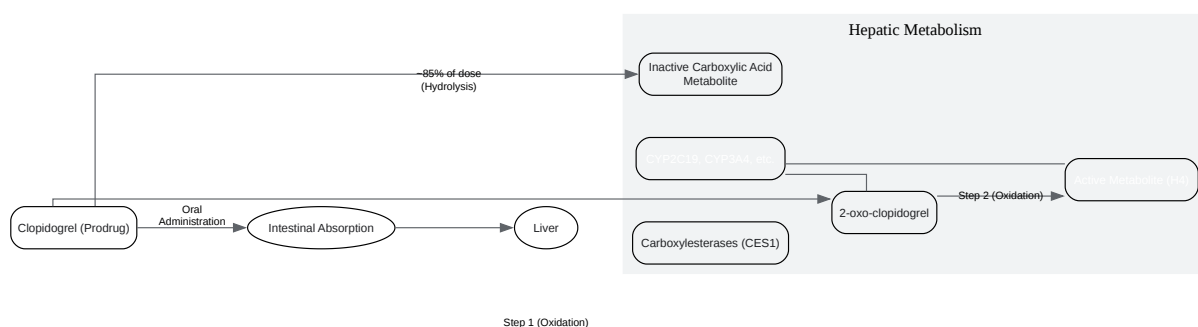 Hepatic Metabolism
Inactive Carboxylic Acid
Metabolite
~85% of dose
(Hydrolysis)
CYP2C19, CYP3A4, etc.
Active Metabolite (H4)
Step 2 (Oxidation)
2-oxo-clopidogrel
Oral
Administration
Clopidogrel (Prodrug)
Intestinal Absorption
Liver
Carboxylesterases (CES1)
Step 1 (Oxidation)